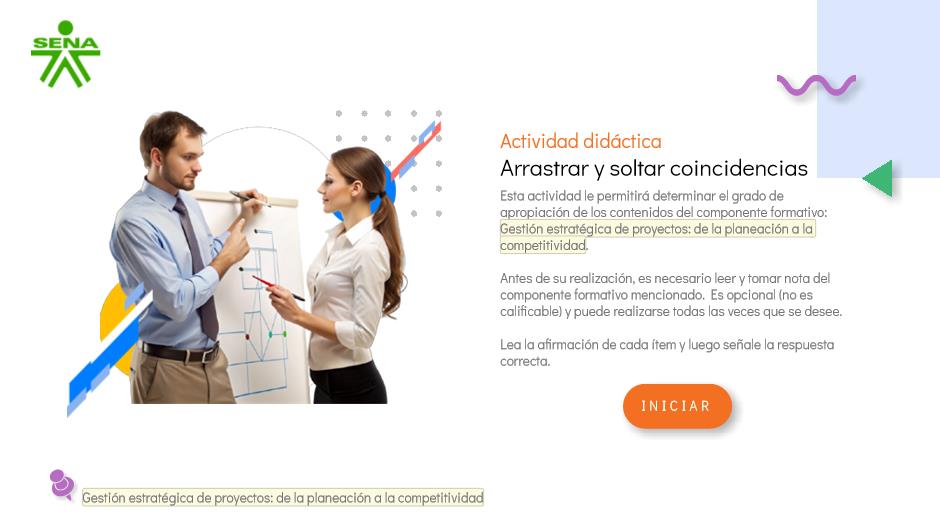 SENA
Actividad didáctica
Arrastrar y soltar coincidencias
Esta actividad le permitirá determinar el grado de
apropiación de los contenidos del componente formativo:
Gestión estratégica de proyectos: de la planeación a la
competitividad.
Antes de su realización, es necesario leer y tomar nota del
componente formativo mencionado. Es opcional (no es
calificable) y puede realizarse todas las veces que se desee.
Lea la afirmación de cada ítem y luego señale la respuesta
correcta.
INICIAR
Gestión estratégica de proyectos: de la planeación a la competitividad